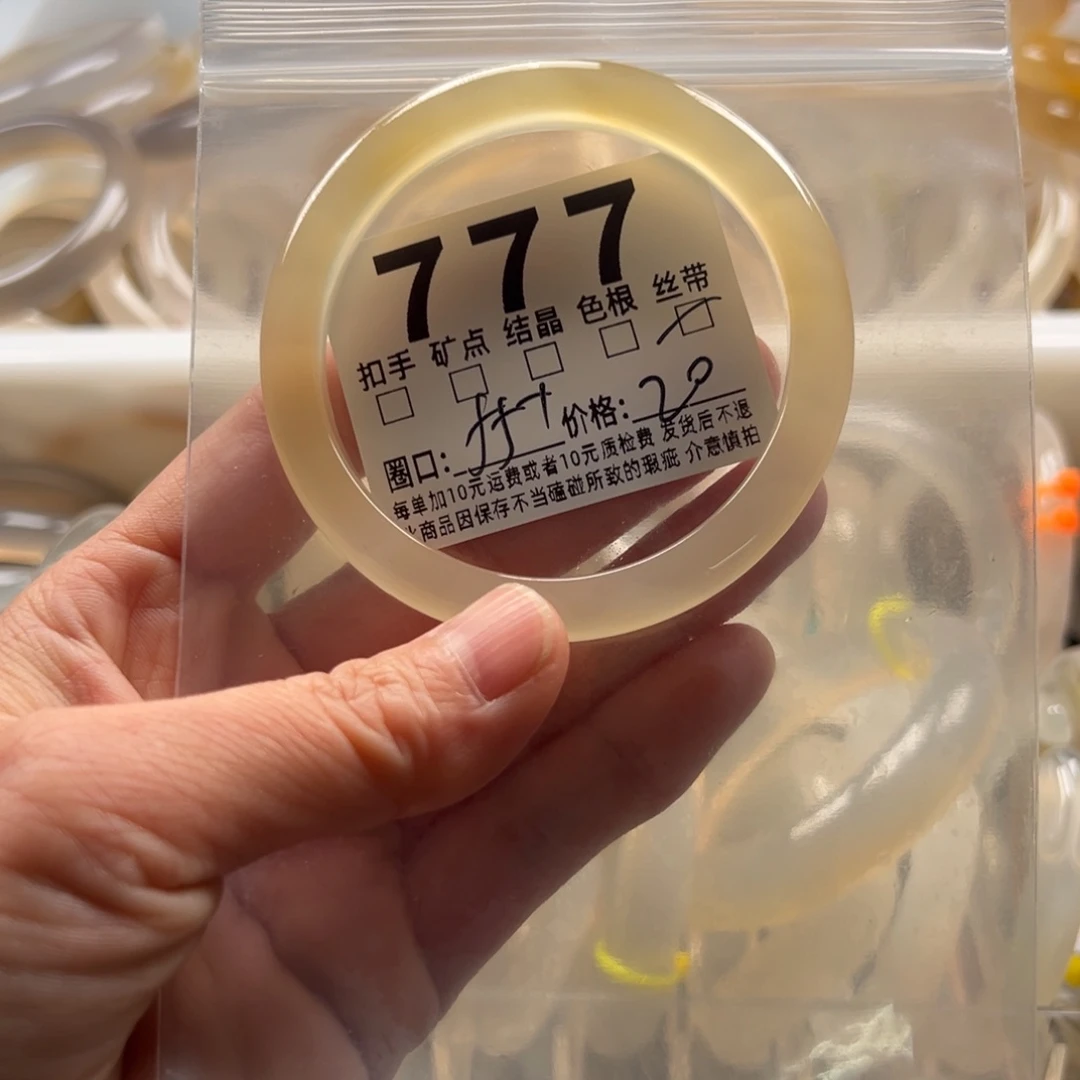 777
扣手 矿点 结晶 色根 丝带
圈口: 价格: 20
每单加10元运费或者10元质检费 发货后不退
商品因保存不当磕碰所致的瑕疵 介意慎拍